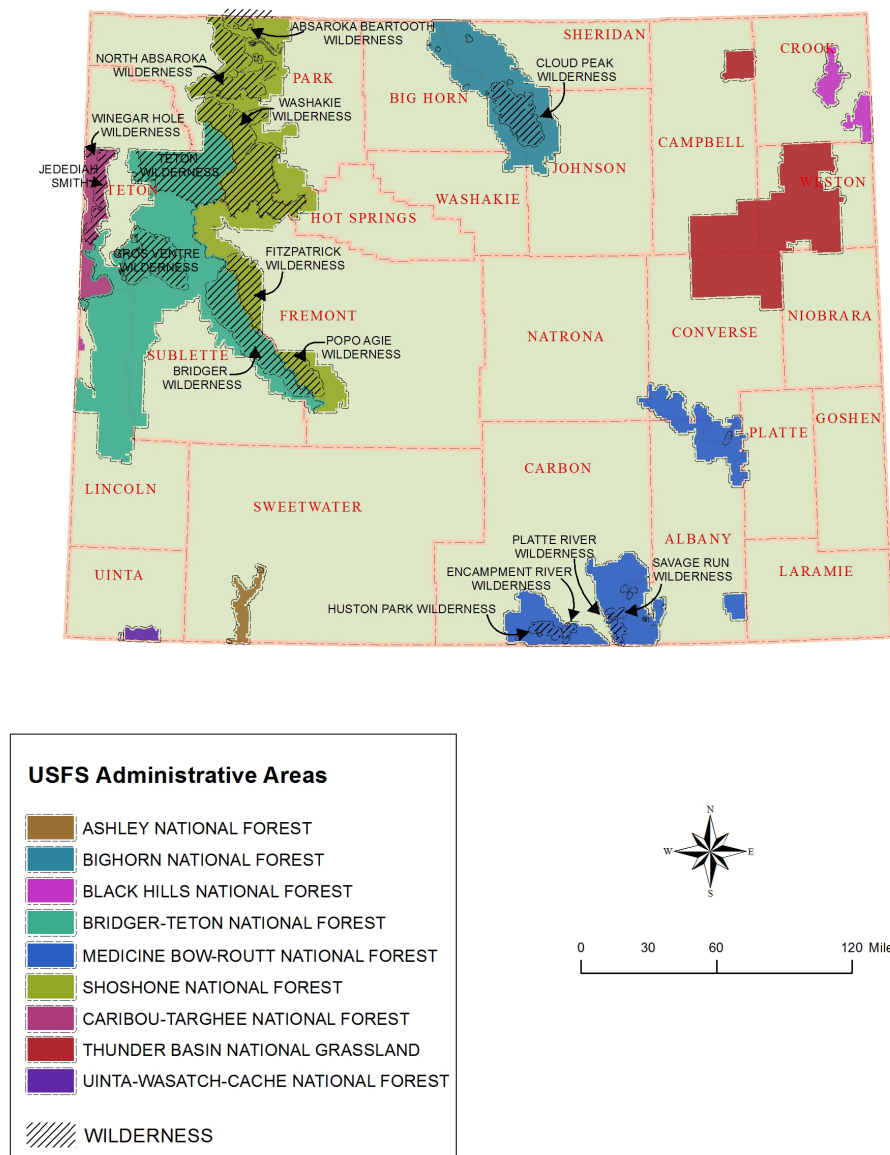 ABSAROKA BEARTOOTH
WILDERNESS
SHERIDAN
CROOK
NORTH ABSAROKA
WILDERNESS
PARK
CLOUD PEAK
WILDERNESS
BIG HORN
WASHAKIE
WILDERNESS
WINEGAR HOLE
WILDERNESS
CAMPBELL
TETON
WILDERNESS
JEDEDIAH
SMITH
TETON
JOHNSON
WESTON
WASHAKIE
HOT SPRINGS
GROS VENTRE
WILDERNESS
FITZPATRICK
WILDERNESS
FREMONT
NIOBRARA
NATRONA
CONVERSE
POPO AGIE
WILDERNESS
SUBLETTE
BRIDGER
WILDERNESS
GOSHEN
PLATTE
CARBON
LINCOLN
SWEETWATER
PLATTE RIVER
WILDERNESS
ALBANY
ENCAMPMENT RIVER
WILDERNESS
SAVAGE RUN
WILDERNESS
UINTA
LARAMIE
HUSTON PARK WILDERNESS
USFS Administrative Areas
ASHLEY NATIONAL FOREST
BIGHORN NATIONAL FOREST
BLACK HILLS NATIONAL FOREST
BRIDGER-TETON NATIONAL FOREST
MEDICINE BOW-ROUTT NATIONAL FOREST
SHOSHONE NATIONAL FOREST
CARIBOU-TARGHEE NATIONAL FOREST
THUNDER BASIN NATIONAL GRASSLAND
UINTA-WASATCH-CACHE NATIONAL FOREST
WILDERNESS
N
W E
S
0 30 60 120 Mile